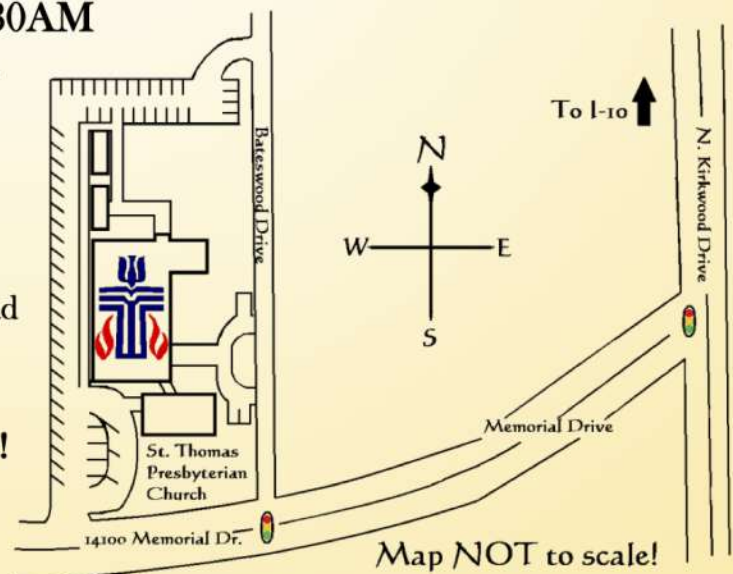 30AM
To I-10
N. Kirkwood Drive
Bateswood Drive
N
W
E
S
!
Memorial Drive
St. Thomas
Presbyterian
Church
14100 Memorial Dr.
Map NOT to scale!